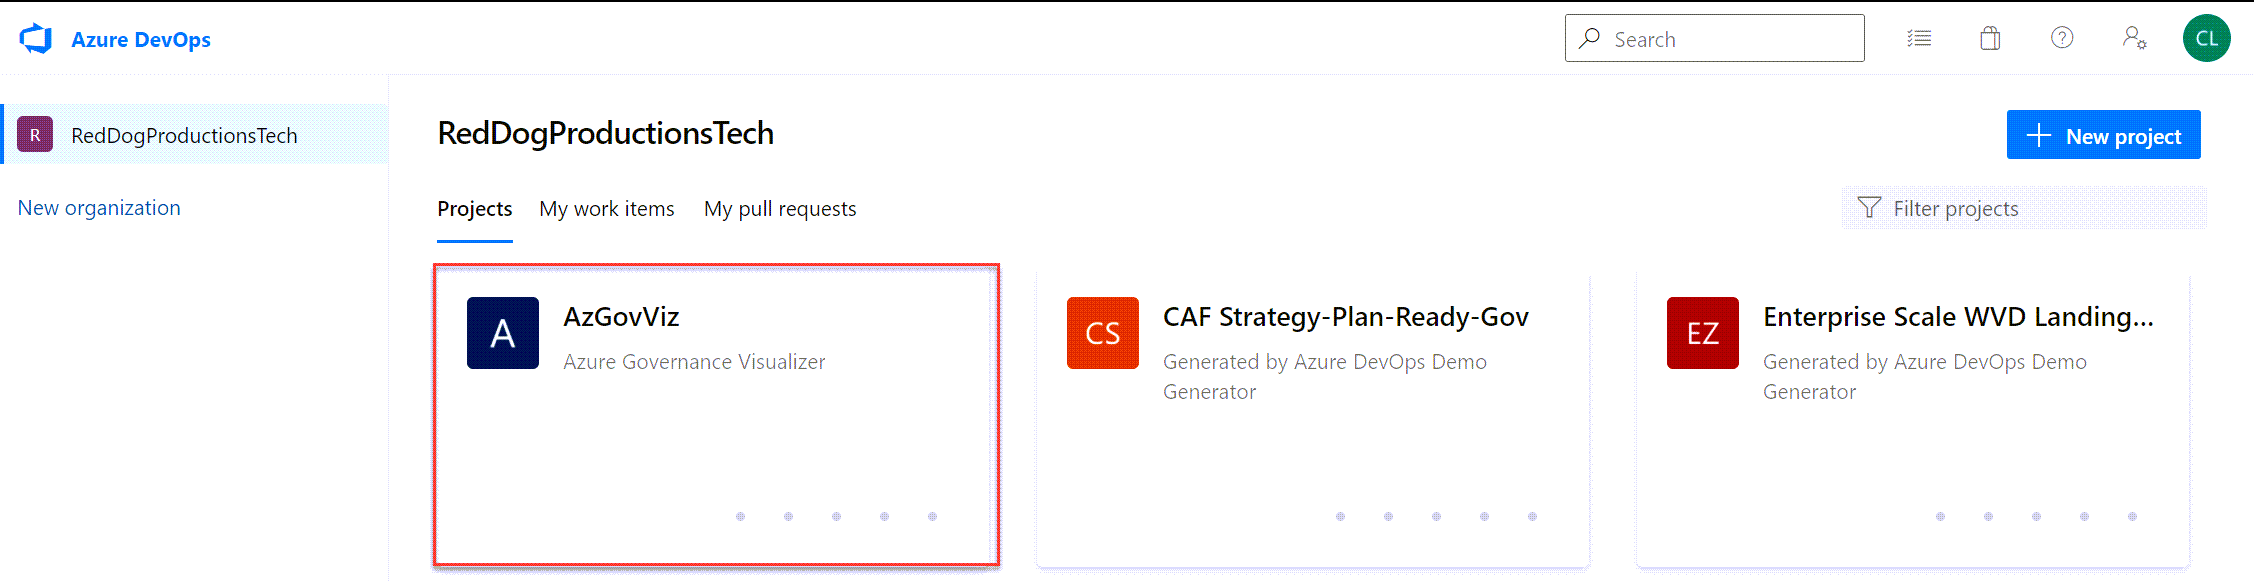 Azure DevOps
Search
CL
R
RedDogProductionsTech
New organization
RedDogProductionsTech
New project
Projects
My work items
My pull requests
Filter projects
A
AzGovViz
Azure Governance Visualizer
CS
CAF Strategy-Plan-Ready-Gov
Generated by Azure DevOps Demo
Generator
EZ
Enterprise Scale WVD Landing...
Generated by Azure DevOps Demo
Generator